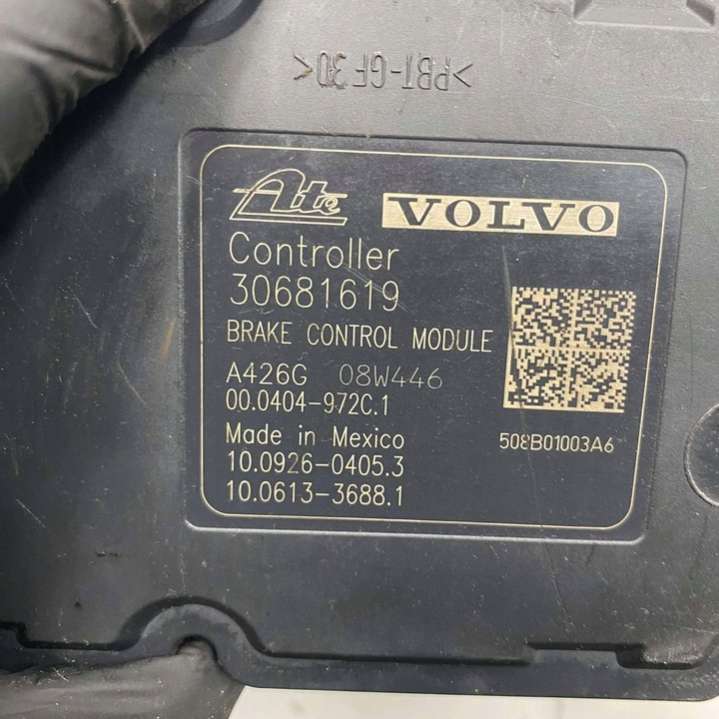 >PBT-GF30<
Ate VOLVO
Controller
30681619
BRAKE CONTROL MODULE
A426G 08W446
00.0404-972C.1
Made in Mexico
508B01003A6
10.0926-0405.3
10.0613-3688.1